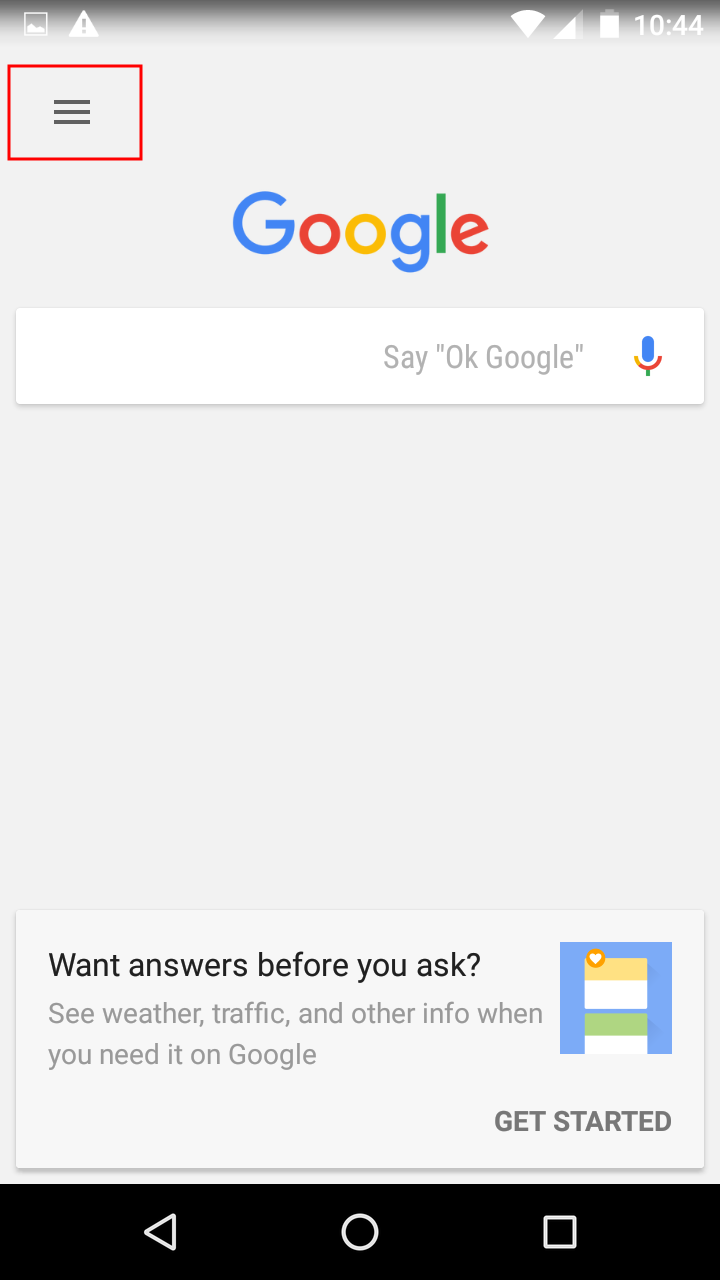 10:44
Google
Say "Ok Google"
Want answers before you ask?
See weather, traffic, and other info when
you need it on Google
GET STARTED